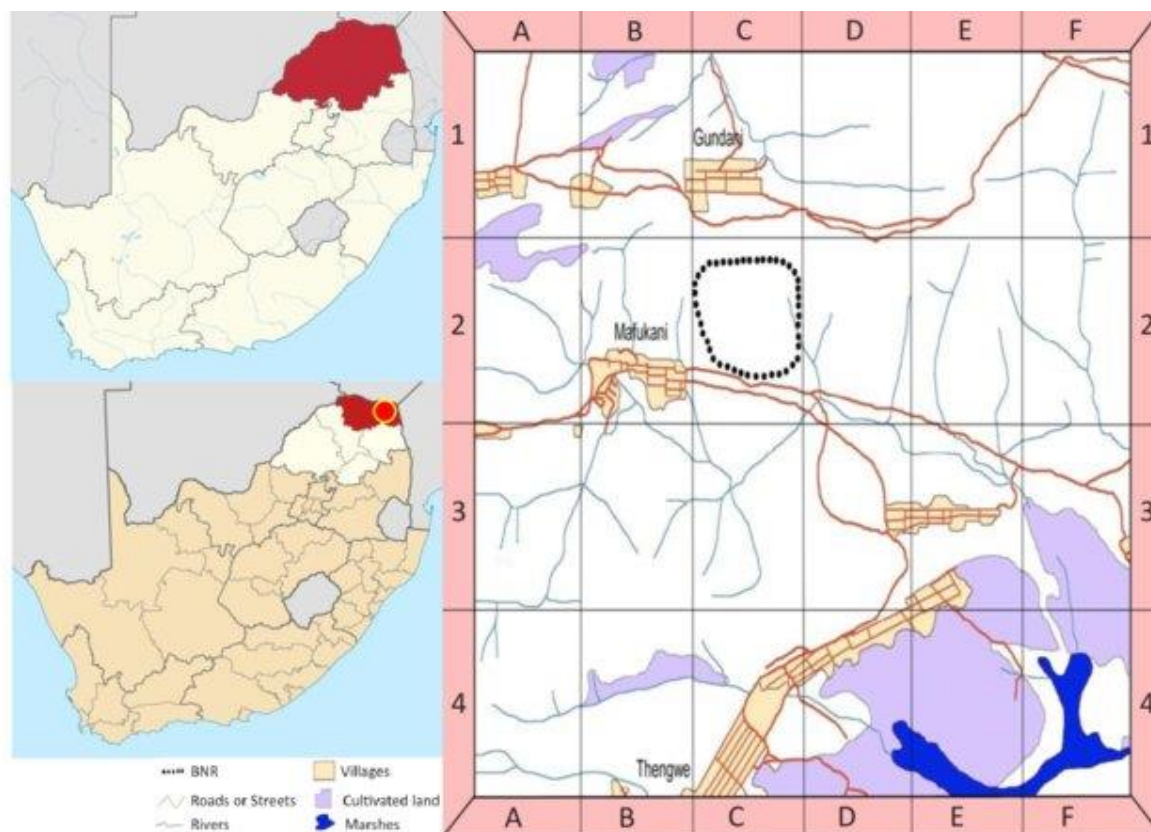 A B C D E F
1 1
Gundani
2 2
Mafukani
3 3
4 4
Thengwe
A B C D E F
BNR Villages
Roads or Streets Cultivated land
Rivers Marshes